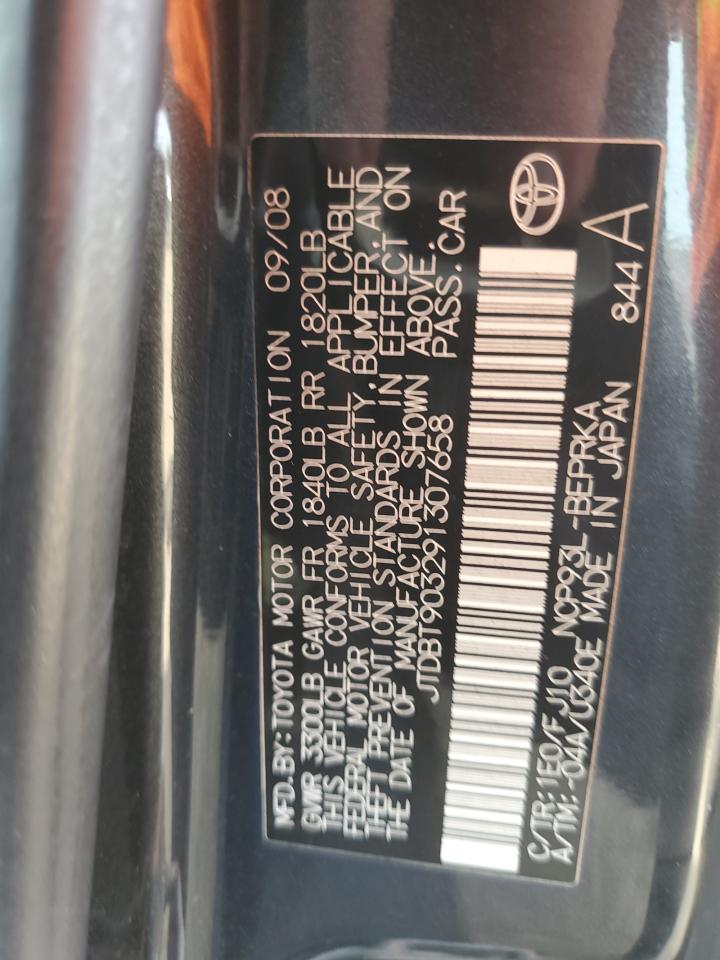 MFD.BY:TOYOTA MOTOR CORPORATION 09/08
GVWR 3300LB GAWR FR 1840LB RR 1820LB
THIS VEHICLE CONFORMS TO ALL APPLICABLE
FEDERAL MOTOR VEHICLE SAFETY, BUMPER, AND
THEFT PREVENTION STANDARDS IN EFFECT ON
THE DATE OF MANUFACTURE SHOWN ABOVE.
JTDBT903291307658 PASS.CAR
C/TR:1E0/FJ10 NCP93L-BEPRKA
A/TM:-04A/U340E MADE IN JAPAN
844 A